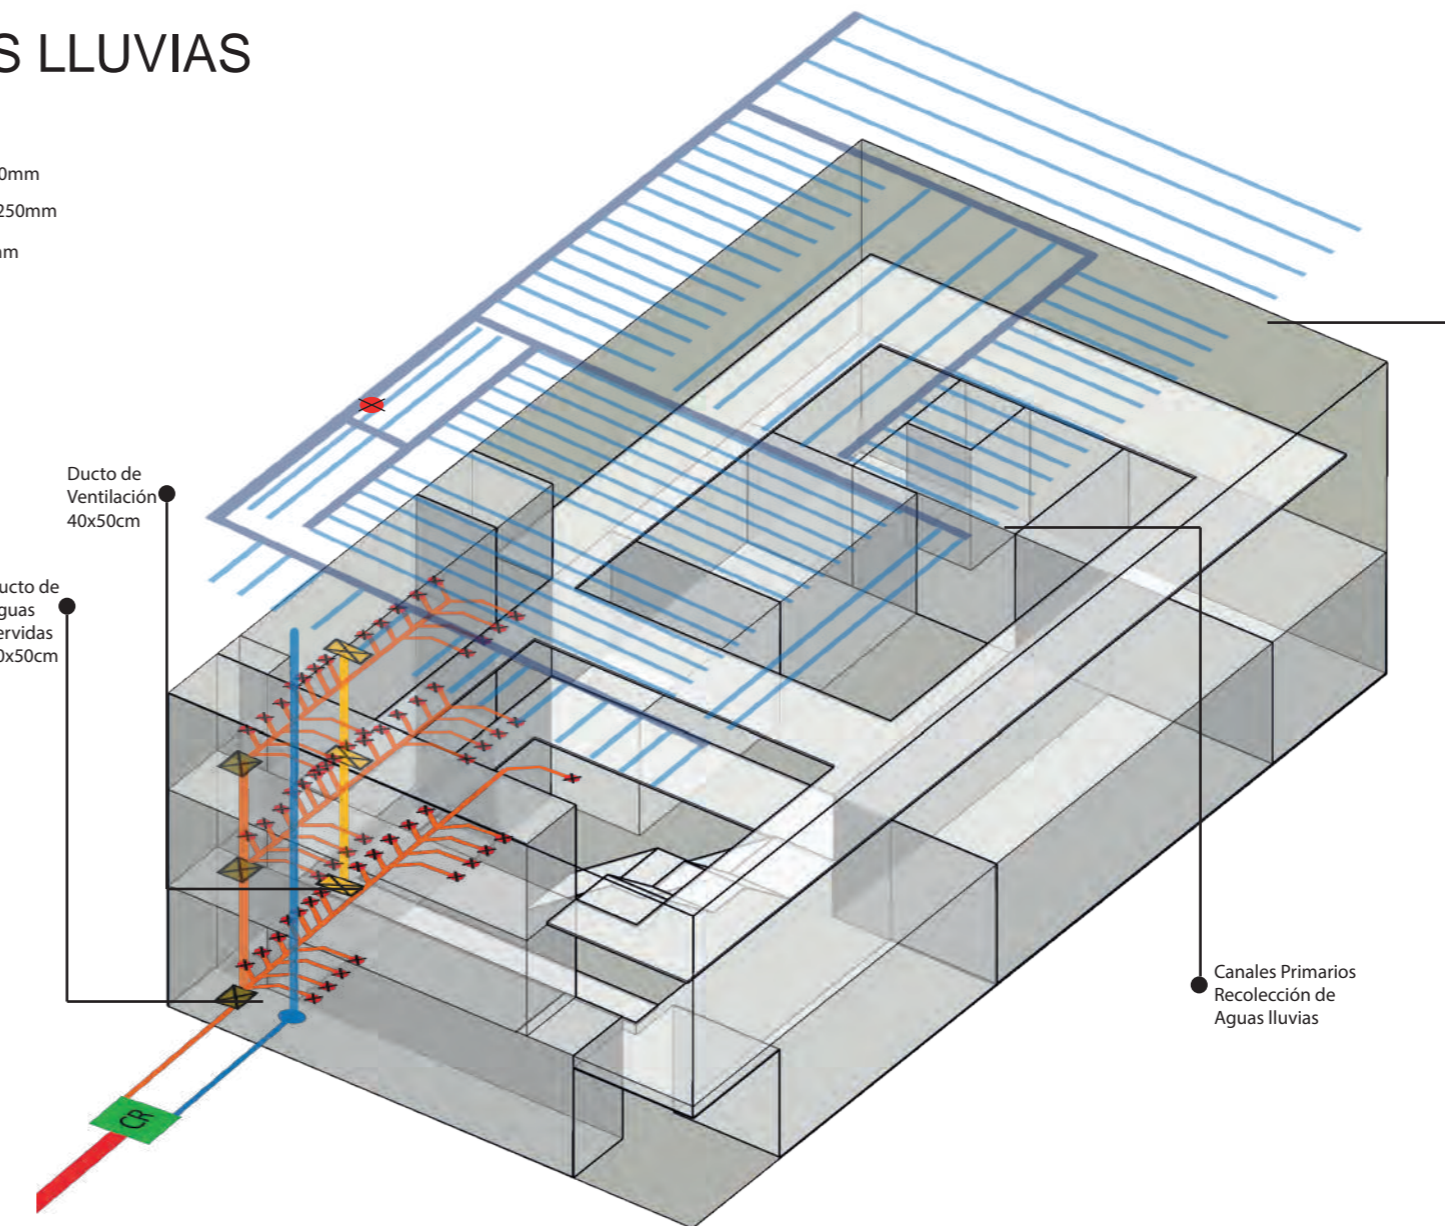 S LLUVIAS
0mm
250mm
nm
Ducto de
Ventilación
40x50cm
ucto de
guas
ervidas
0x50cm
CR
Canales Primarios
Recolección de
Aguas lluvias